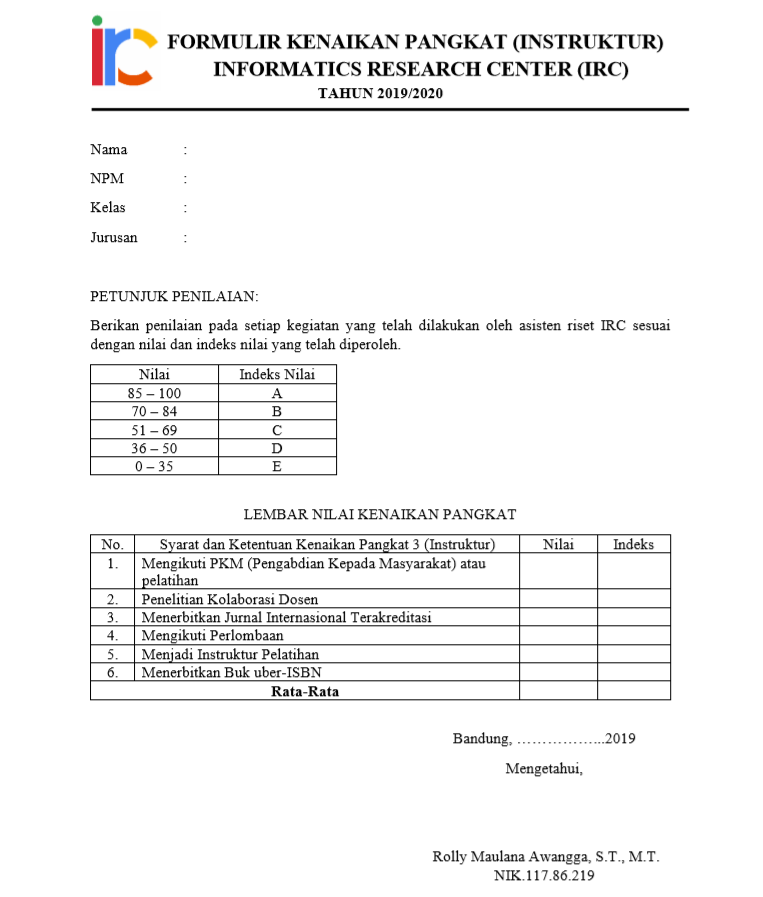 irc
FORMULIR KENAIKAN PANGKAT (INSTRUKTUR)
INFORMATICS RESEARCH CENTER (IRC)
TAHUN 2019/2020
Nama :
NPM :
Kelas :
Jurusan :
PETUNJUK PENILAIAN:
Berikan penilaian pada setiap kegiatan yang telah dilakukan oleh asisten riset IRC sesuai
dengan nilai dan indeks nilai yang telah diperoleh.
Nilai Indeks Nilai
85 – 100 A
70 – 84 B
51 – 69 C
36 – 50 D
0 – 35 E
LEMBAR NILAI KENAIKAN PANGKAT
No. Syarat dan Ketentuan Kenaikan Pangkat 3 (Instruktur) Nilai Indeks
1. Mengikuti PKM (Pengabdian Kepada Masyarakat) atau
pelatihan
2. Penelitian Kolaborasi Dosen
3. Menerbitkan Jurnal Internasional Terakreditasi
4. Mengikuti Perlombaan
5. Menjadi Instruktur Pelatihan
6. Menerbitkan Buk uber-ISBN
Rata-Rata
Bandung, ……………...2019
Mengetahui,
Rolly Maulana Awangga, S.T., M.T.
NIK.117.86.219